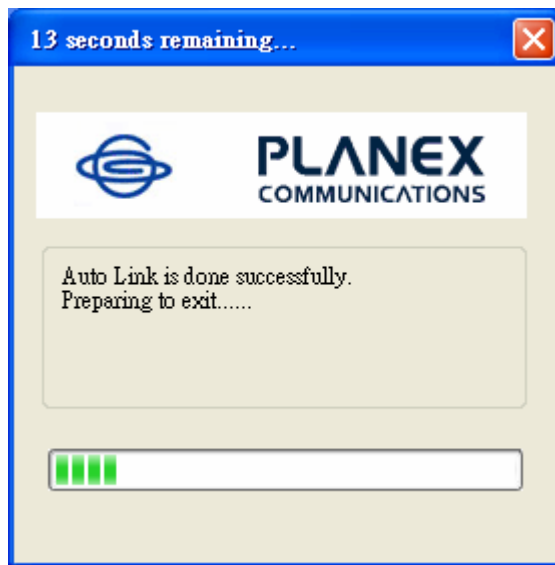 13 seconds remaining...
PLANEX
COMMUNICATIONS
Auto Link is done successfully.
Preparing to exit......